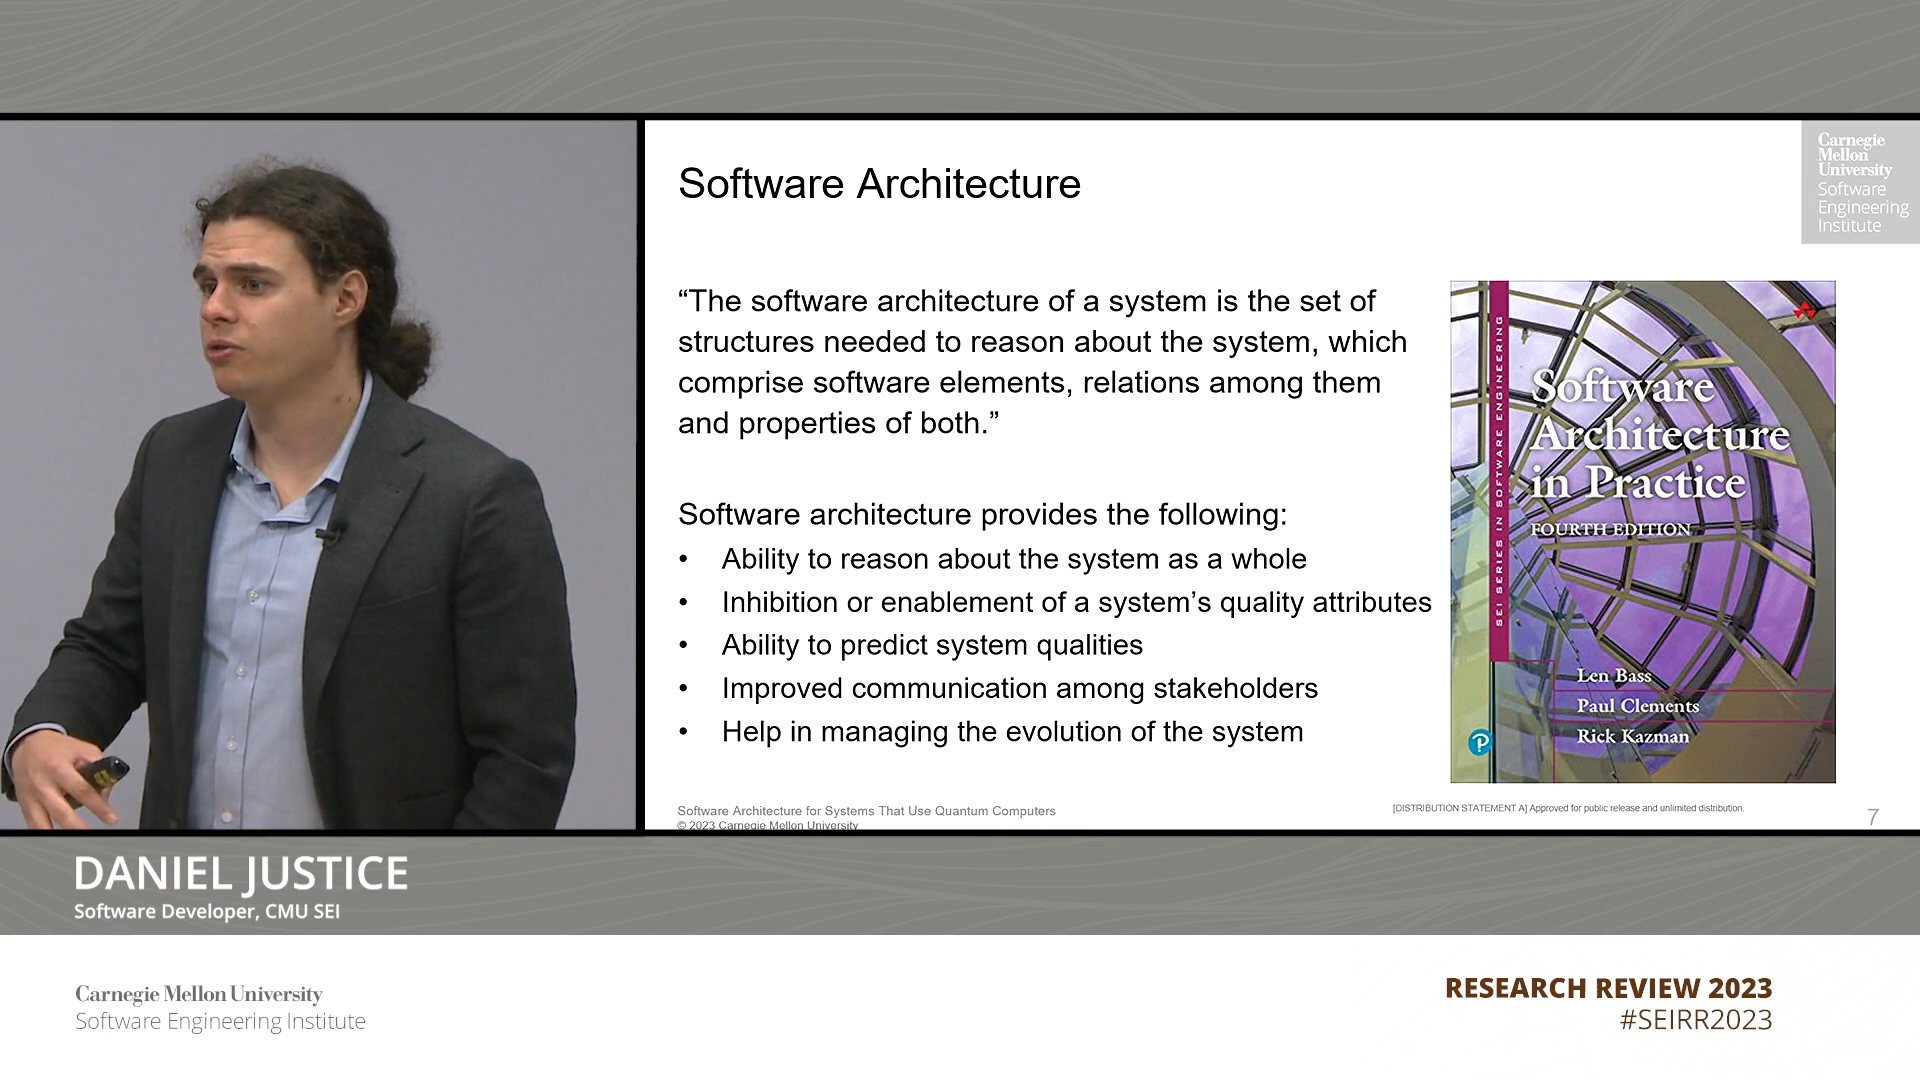 Carnegie
Mellon
University
Software
Engineering
Institute
Software Architecture
“The software architecture of a system is the set of
structures needed to reason about the system, which
comprise software elements, relations among them
and properties of both.”
Software architecture provides the following:
• Ability to reason about the system as a whole
• Inhibition or enablement of a system’s quality attributes
• Ability to predict system qualities
• Improved communication among stakeholders
• Help in managing the evolution of the system
SEI SERIES IN SOFTWARE ENGINEERING
Software
Architecture
in Practice
FOURTH EDITION
Len Bass
Paul Clements
Rick Kazman
P
Software Architecture for Systems That Use Quantum Computers
© 2023 Carnegie Mellon University
[DISTRIBUTION STATEMENT A] Approved for public release and unlimited distribution.
7
DANIEL JUSTICE
Software Developer, CMU SEI
Carnegie Mellon University
Software Engineering Institute
RESEARCH REVIEW 2023
#SEIRR2023